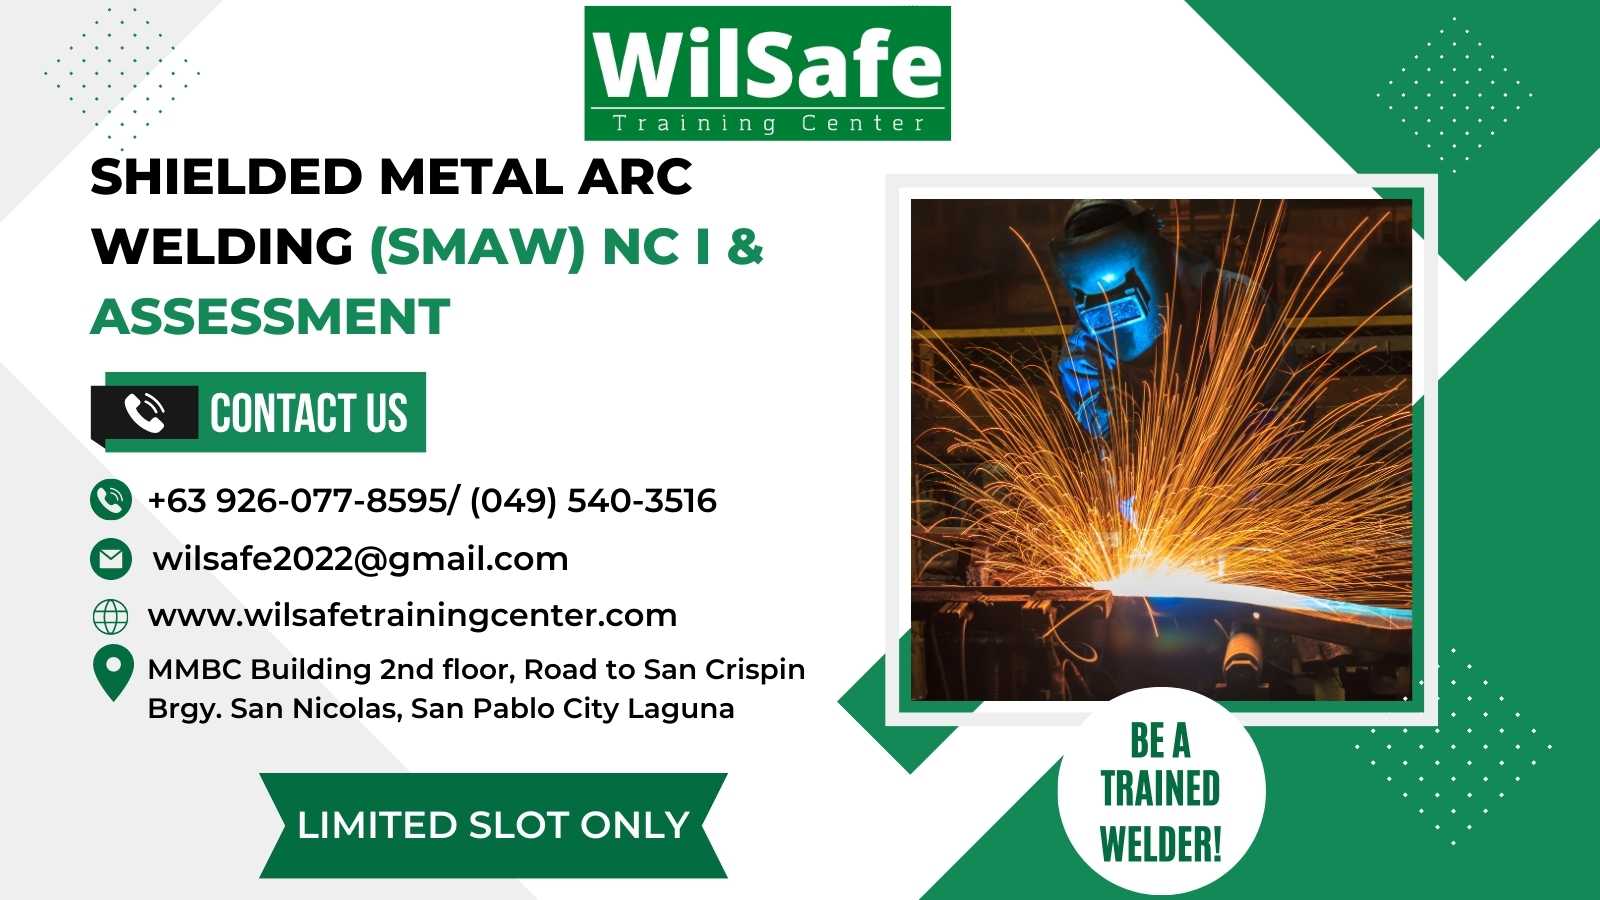 WilSafe
Training Center
SHIELDED METAL ARC
WELDING (SMAW) NC I &
ASSESSMENT
CONTACT US
+63 926-077-8595/ (049) 540-3516
wilsafe2022@gmail.com
www.wilsafetrainingcenter.com
MMBC Building 2nd floor, Road to San Crispin
Brgy. San Nicolas, San Pablo City Laguna
LIMITED SLOT ONLY
BE A
TRAINED
WELDER!